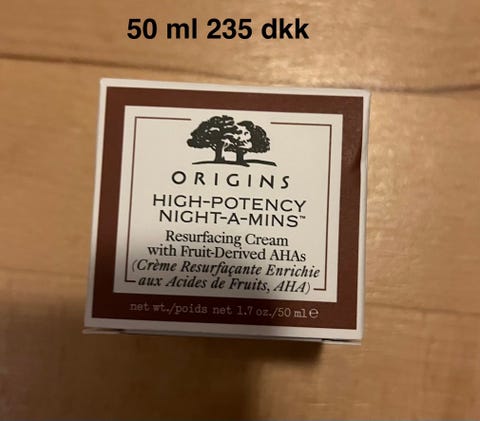 50 ml 235 dkk
ORIGINS
HIGH-POTENCY
NIGHT-A-MINS™
Resurfacing Cream
with Fruit-Derived AHAs
(Crème Resurfaçante Enrichie
aux Acides de Fruits, AHA)
net wt./poids net 1.7 oz./50 ml ℮